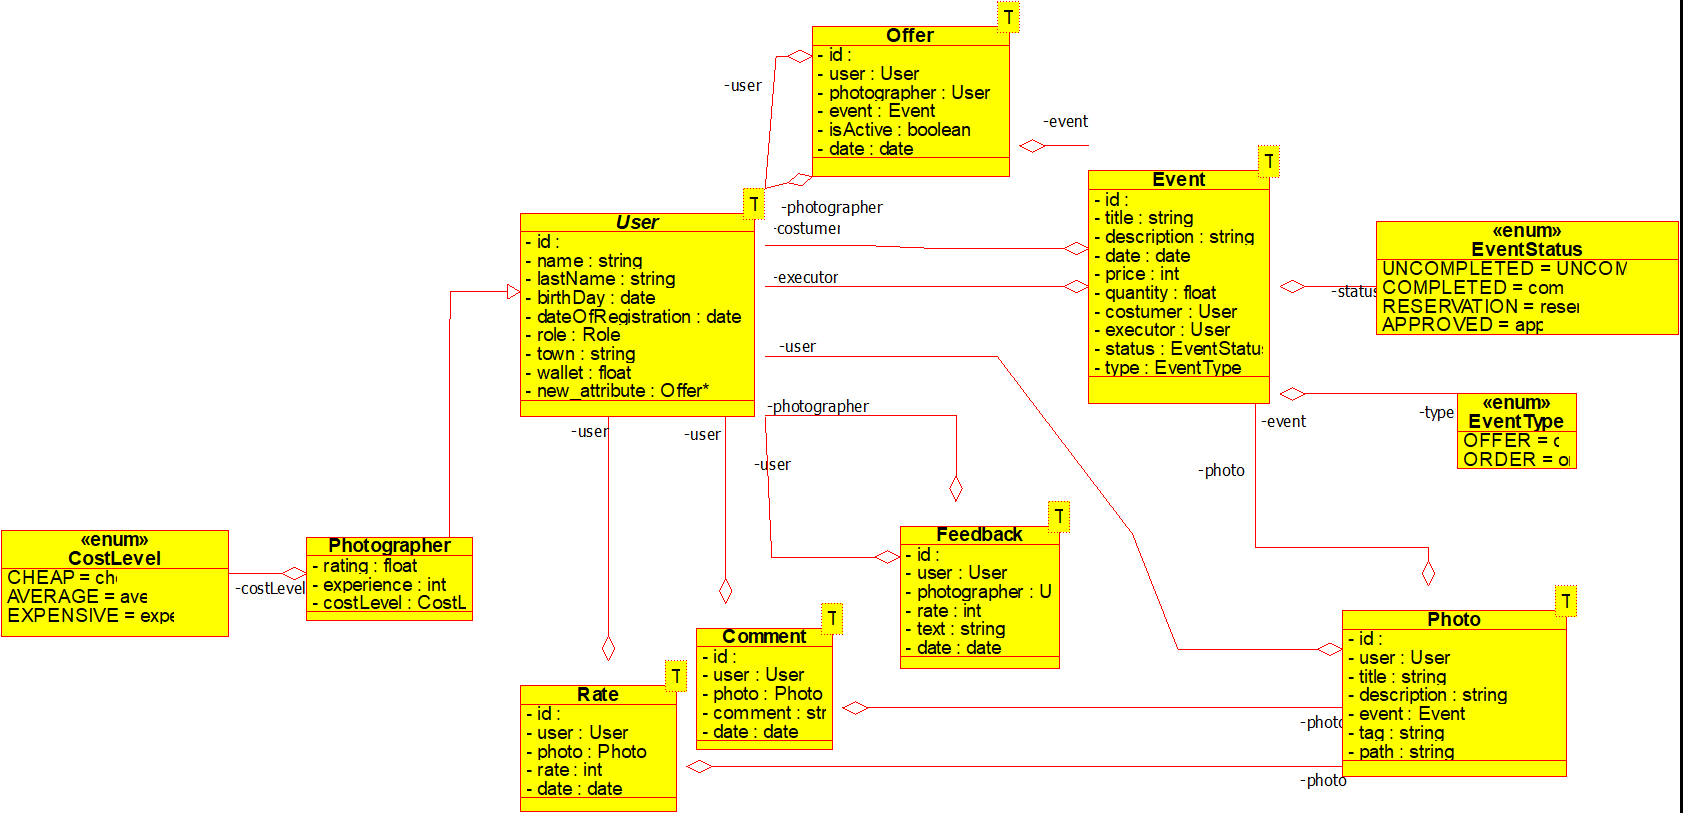 T
Offer
- id :
- user : User
- photographer : User
- event : Event
- isActive : boolean
- date : date
-user
-event
-photographer
T
Event
- id :
- title : string
- description : string
- date : date
- price : int
- quantity : float
- costumer : User
- executor : User
- status : EventStatu
- type : EventType
T
User
- id :
- name : string
- lastName : string
- birthDay : date
- dateOfRegistration : date
- role : Role
- town : string
- wallet : float
- new_attribute : Offer*
-costumer
-executor
-user
-photographer
-user
-user
-user
«enum»
EventStatus
UNCOMPLETED = UNCOM
COMPLETED = com
RESERVATION = reser
APPROVED = app
-status
«enum»
EventType
OFFER = o
ORDER = or
-type
-event
-photo
«enum»
CostLevel
CHEAP = che
AVERAGE = ave
EXPENSIVE = expe
-costLevel
Photographer
- rating : float
- experience : int
- costLevel : CostL
T
Feedback
- id :
- user : User
- photographer : U
- rate : int
- text : string
- date : date
T
Comment
- id :
- user : User
- photo : Photo
- comment : str
- date : date
T
Rate
- id :
- user : User
- photo : Photo
- rate : int
- date : date
T
Photo
- id :
- user : User
- title : string
- description : string
- event : Event
- tag : string
- path : string
-photo
-photo